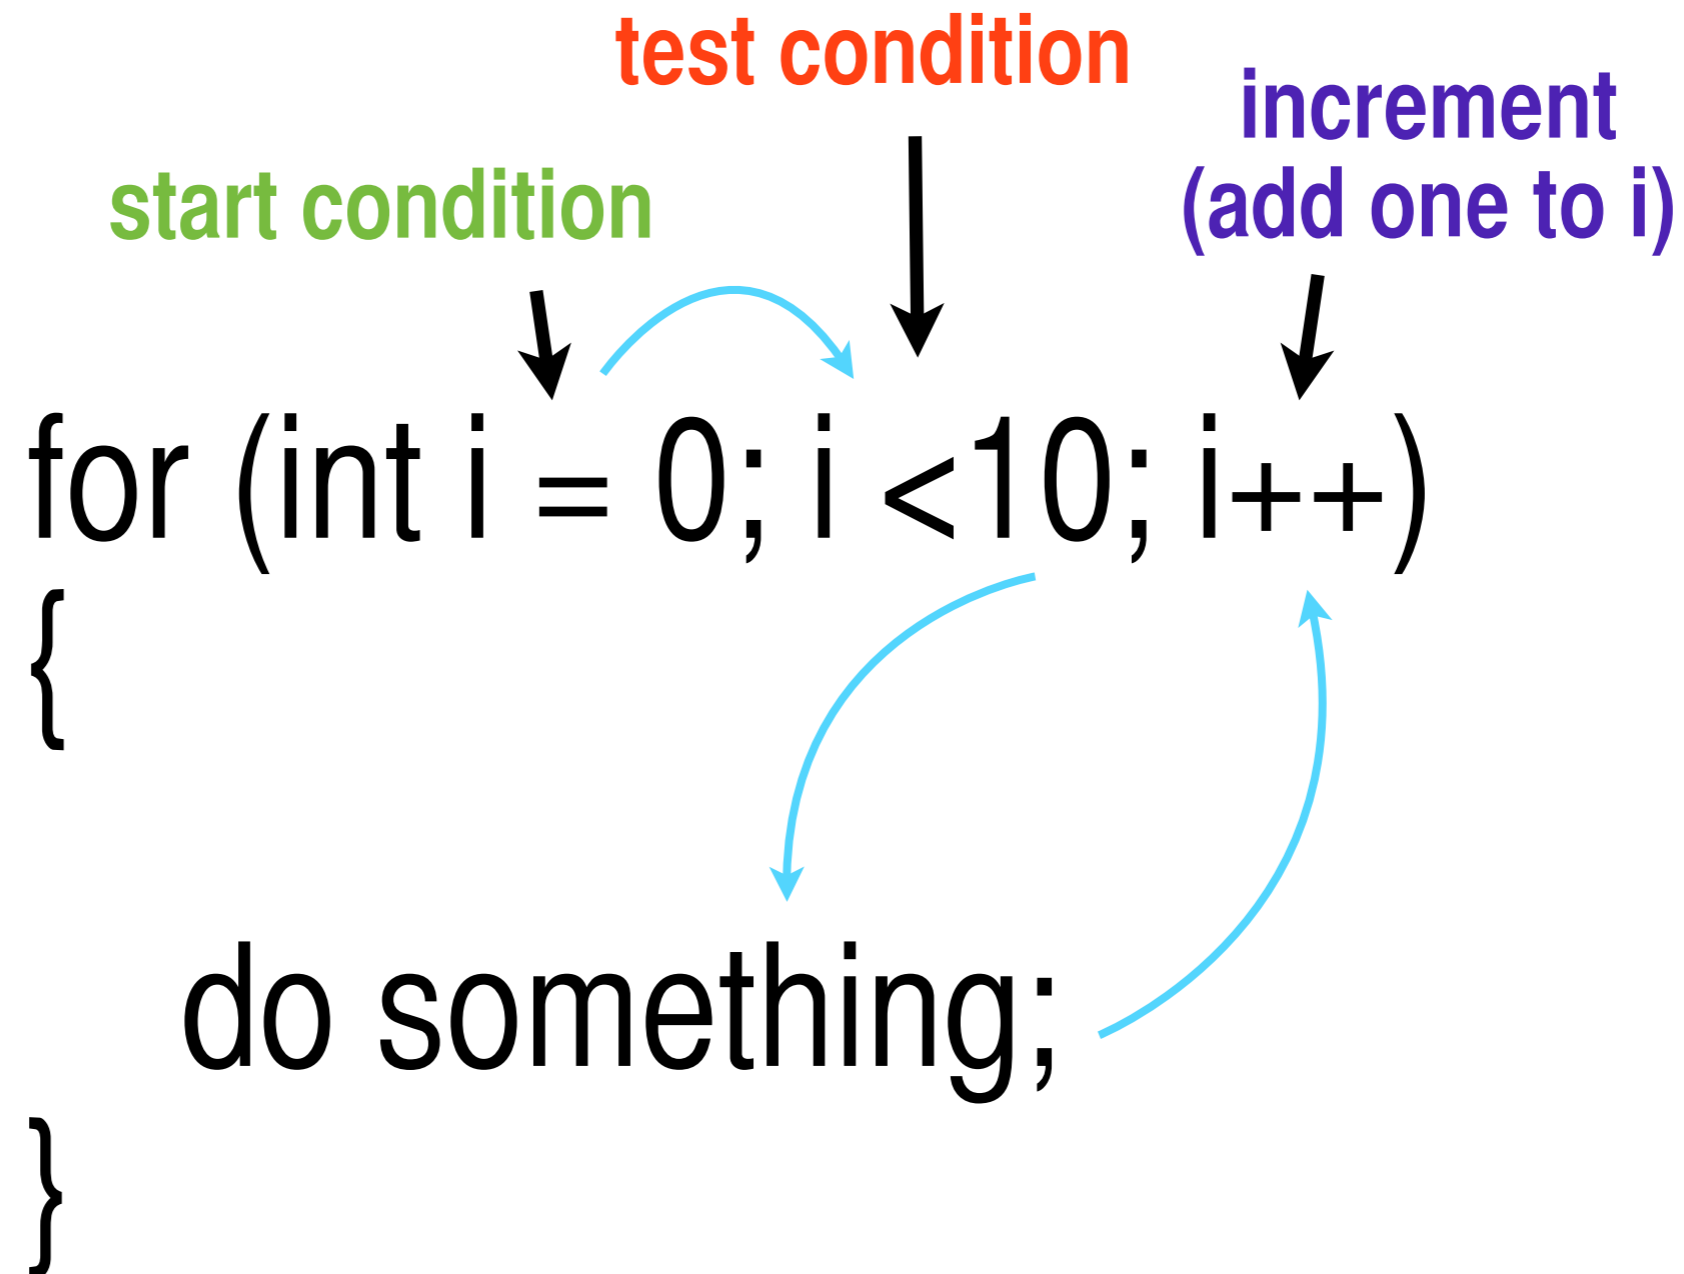 test condition
increment
(add one to i)
start condition
for (int i = 0; i <10; i++)
{
do something;
}